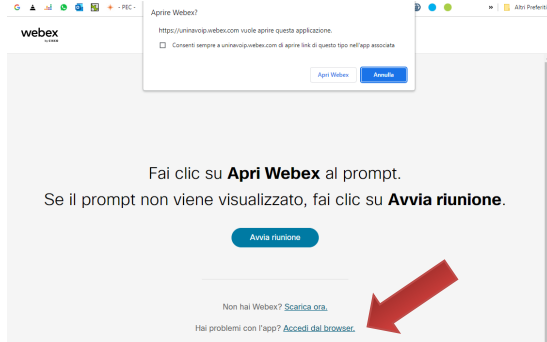 - PEC -
» Altri Preferiti
webex
by CISCO
Aprire Webex?
https://uninavoip.webex.com vuole aprire questa applicazione.
Consenti sempre a uninavoip.webex.com di aprire link di questo tipo nell'app associata
Apri Webex Annulla
Fai clic su Apri Webex al prompt.
Se il prompt non viene visualizzato, fai clic su Avvia riunione.
Avvia riunione
Non hai Webex? Scarica ora.
Hai problemi con l'app? Accedi dal browser.